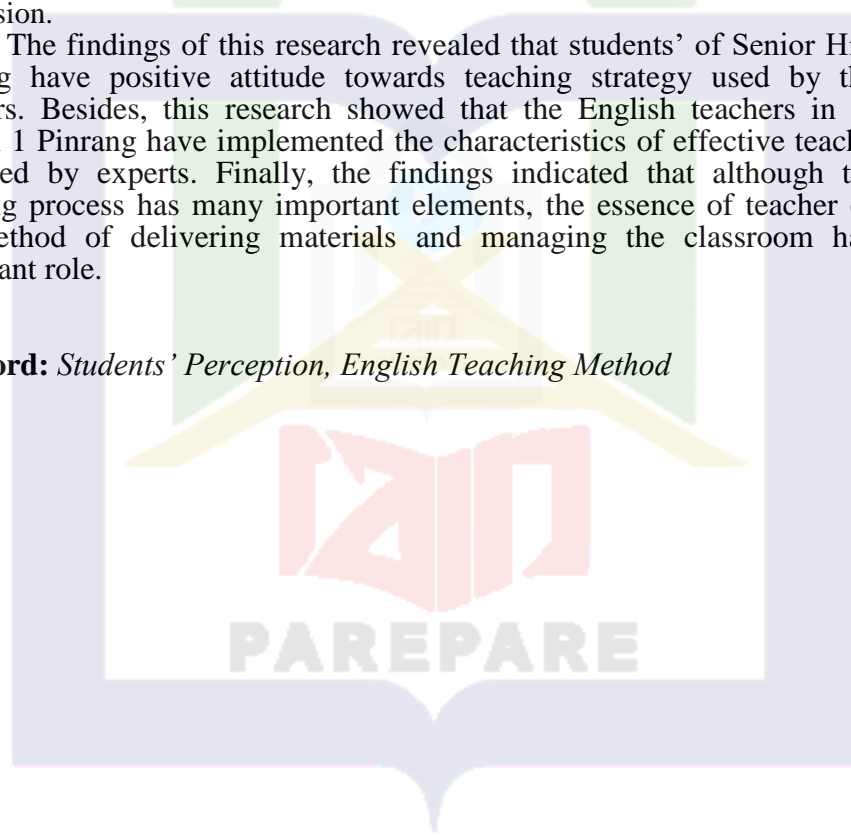 sion.
The findings of this research revealed that students’ of Senior Hi
g have positive attitude towards teaching strategy used by th
rs. Besides, this research showed that the English teachers in
1 Pinrang have implemented the characteristics of effective teach
ed by experts. Finally, the findings indicated that although t
g process has many important elements, the essence of teacher
ethod of delivering materials and managing the classroom ha
ant role.
ord: Students’ Perception, English Teaching Method
iain
PAREPARE